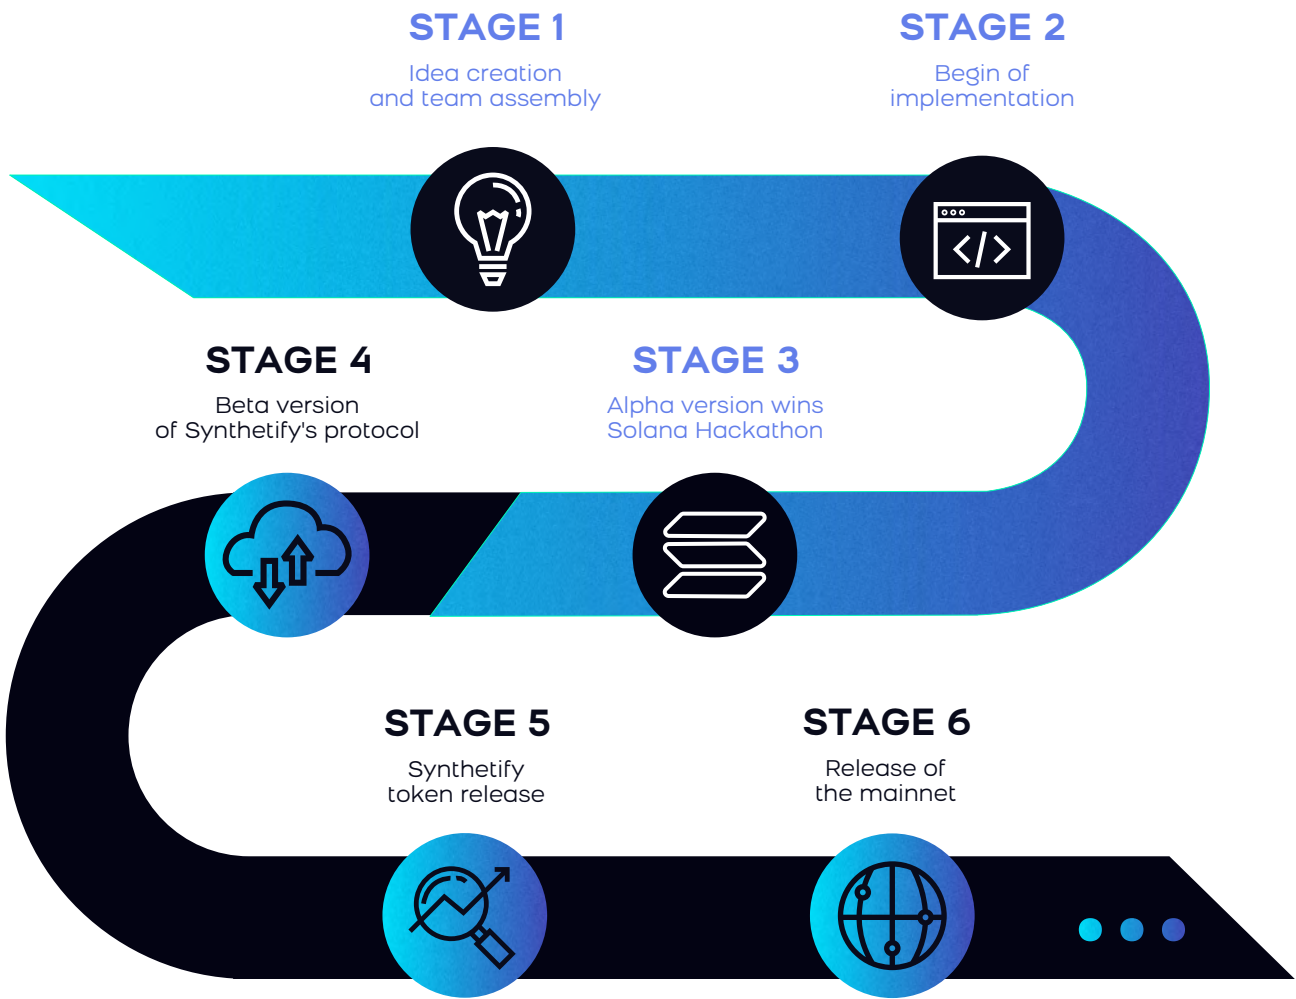 STAGE 1
Idea creation
and team assembly
STAGE 2
Begin of
implementation
STAGE 3
Alpha version wins
Solana Hackathon
STAGE 4
Beta version
of Synthetify's protocol
STAGE 5
Synthetify
token release
STAGE 6
Release of
the mainnet